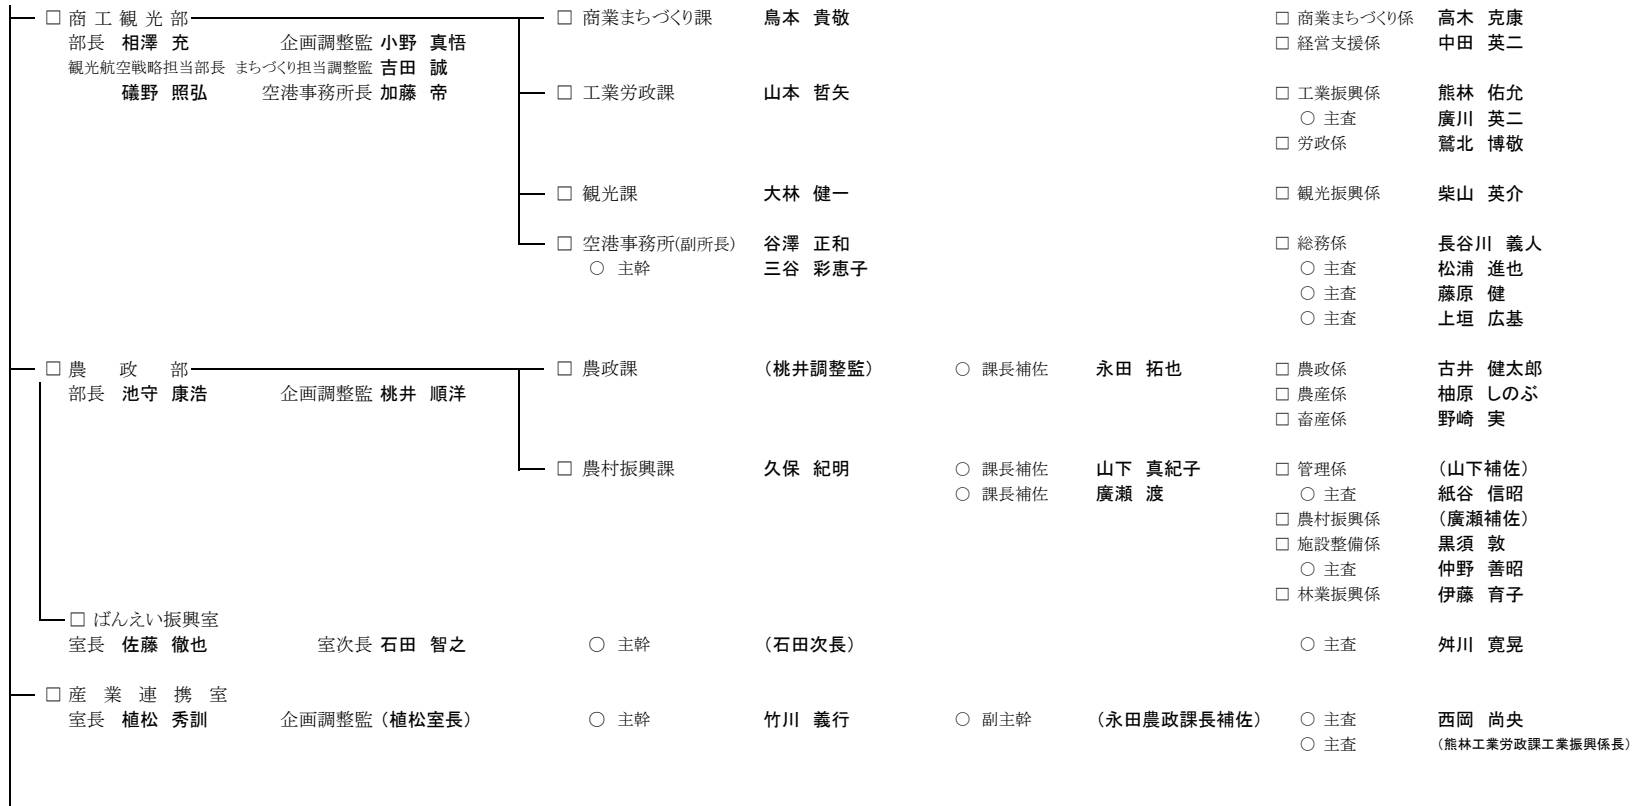 □ 商工観光部 □ 商業まちづくり課 鳥本 貴敬 □ 商業まちづくり係 高木 克康
部長 相澤 充 企画調整監 小野 真悟 □ 経営支援係 中田 英二
観光航空戦略担当部長 まちづくり担当調整監 吉田 誠
礒野 照弘 空港事務所長 加藤 帝 □ 工業労政課 山本 哲矢 □ 工業振興係 熊林 佑允
○ 主査 廣川 英二
□ 労政係 鷲北 博敬
□ 観光課 大林 健一 □ 観光振興係 柴山 英介
□ 空港事務所(副所長) 谷澤 正和 □ 総務係 長谷川 義人
○ 主幹 三谷 彩恵子 ○ 主査 松浦 進也
○ 主査 藤原 健
○ 主査 上垣 広基
□ 農政部 □ 農政課 (桃井調整監) ○ 課長補佐 永田 拓也 □ 農政係 古井 健太郎
部長 池守 康浩 企画調整監 桃井 順洋 □ 農産係 柚原 しのぶ
□ 畜産係 野崎 実
□ 農村振興課 久保 紀明 ○ 課長補佐 山下 真紀子 □ 管理係 (山下補佐)
○ 課長補佐 廣瀬 渡 ○ 主査 紙谷 信昭
□ 農村振興係 (廣瀬補佐)
□ 施設整備係 黒須 敦
○ 主査 仲野 善昭
□ 林業振興係 伊藤 育子
□ ばんえい振興室
室長 佐藤 徹也 室次長 石田 智之 ○ 主幹 (石田次長) ○ 主査 舛川 寛晃
□ 産業連携室
室長 植松 秀訓 企画調整監 (植松室長) ○ 主幹 竹川 義行 ○ 副主幹 (永田農政課長補佐) ○ 主査 西岡 尚央
○ 主査 (熊林工業労政課工業振興係長)